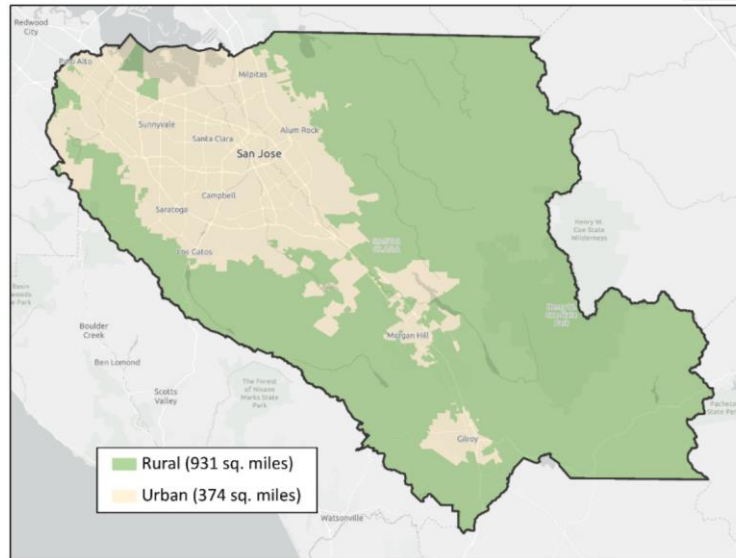 Redwood
City
Palo Alto
Milpitas
Sunnyvale
Santa Clara
Alum Rock
San Jose
Campbell
Saratoga
Los Gatos
Henry W.
Coe State
Wilderness
Boulder
Creek
Ben Lomond
Scotts
Valley
The Forest
of Nisene
Marks State
Park
Morgan Hill
State Pa
Gilroy
Watsonville
Rural (931 sq. miles)
Urban (374 sq. miles)